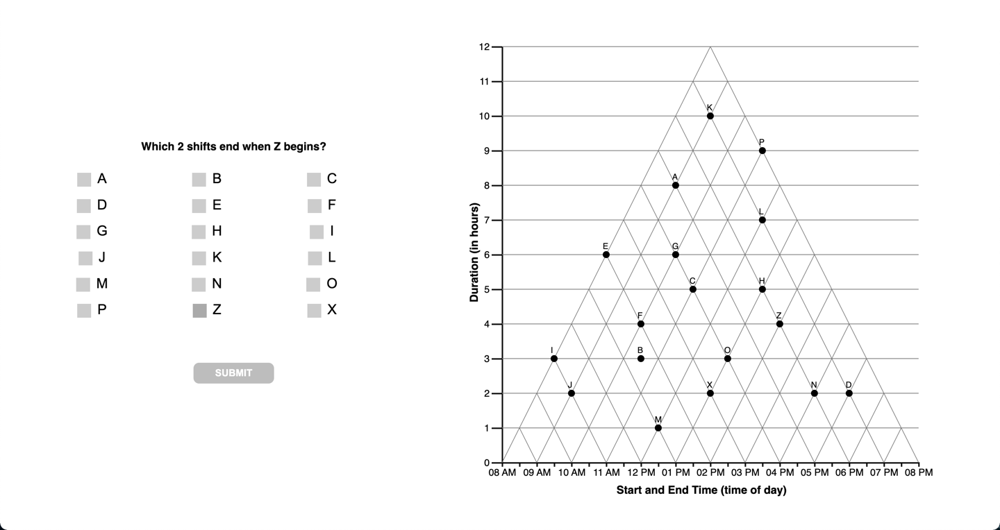 Which 2 shifts end when Z begins?
A B C
D E F
G H I
J K L
M N O
P Z X
SUBMIT
12
11
10
9
8
7
6
5
4
3
2
1
0
Duration (in hours)
K
P
A
L
E G
C H
F Z
I B O
J X N D
M
08 AM 09 AM 10 AM 11 AM 12 PM 01 PM 02 PM 03 PM 04 PM 05 PM 06 PM 07 PM 08 PM
Start and End Time (time of day)